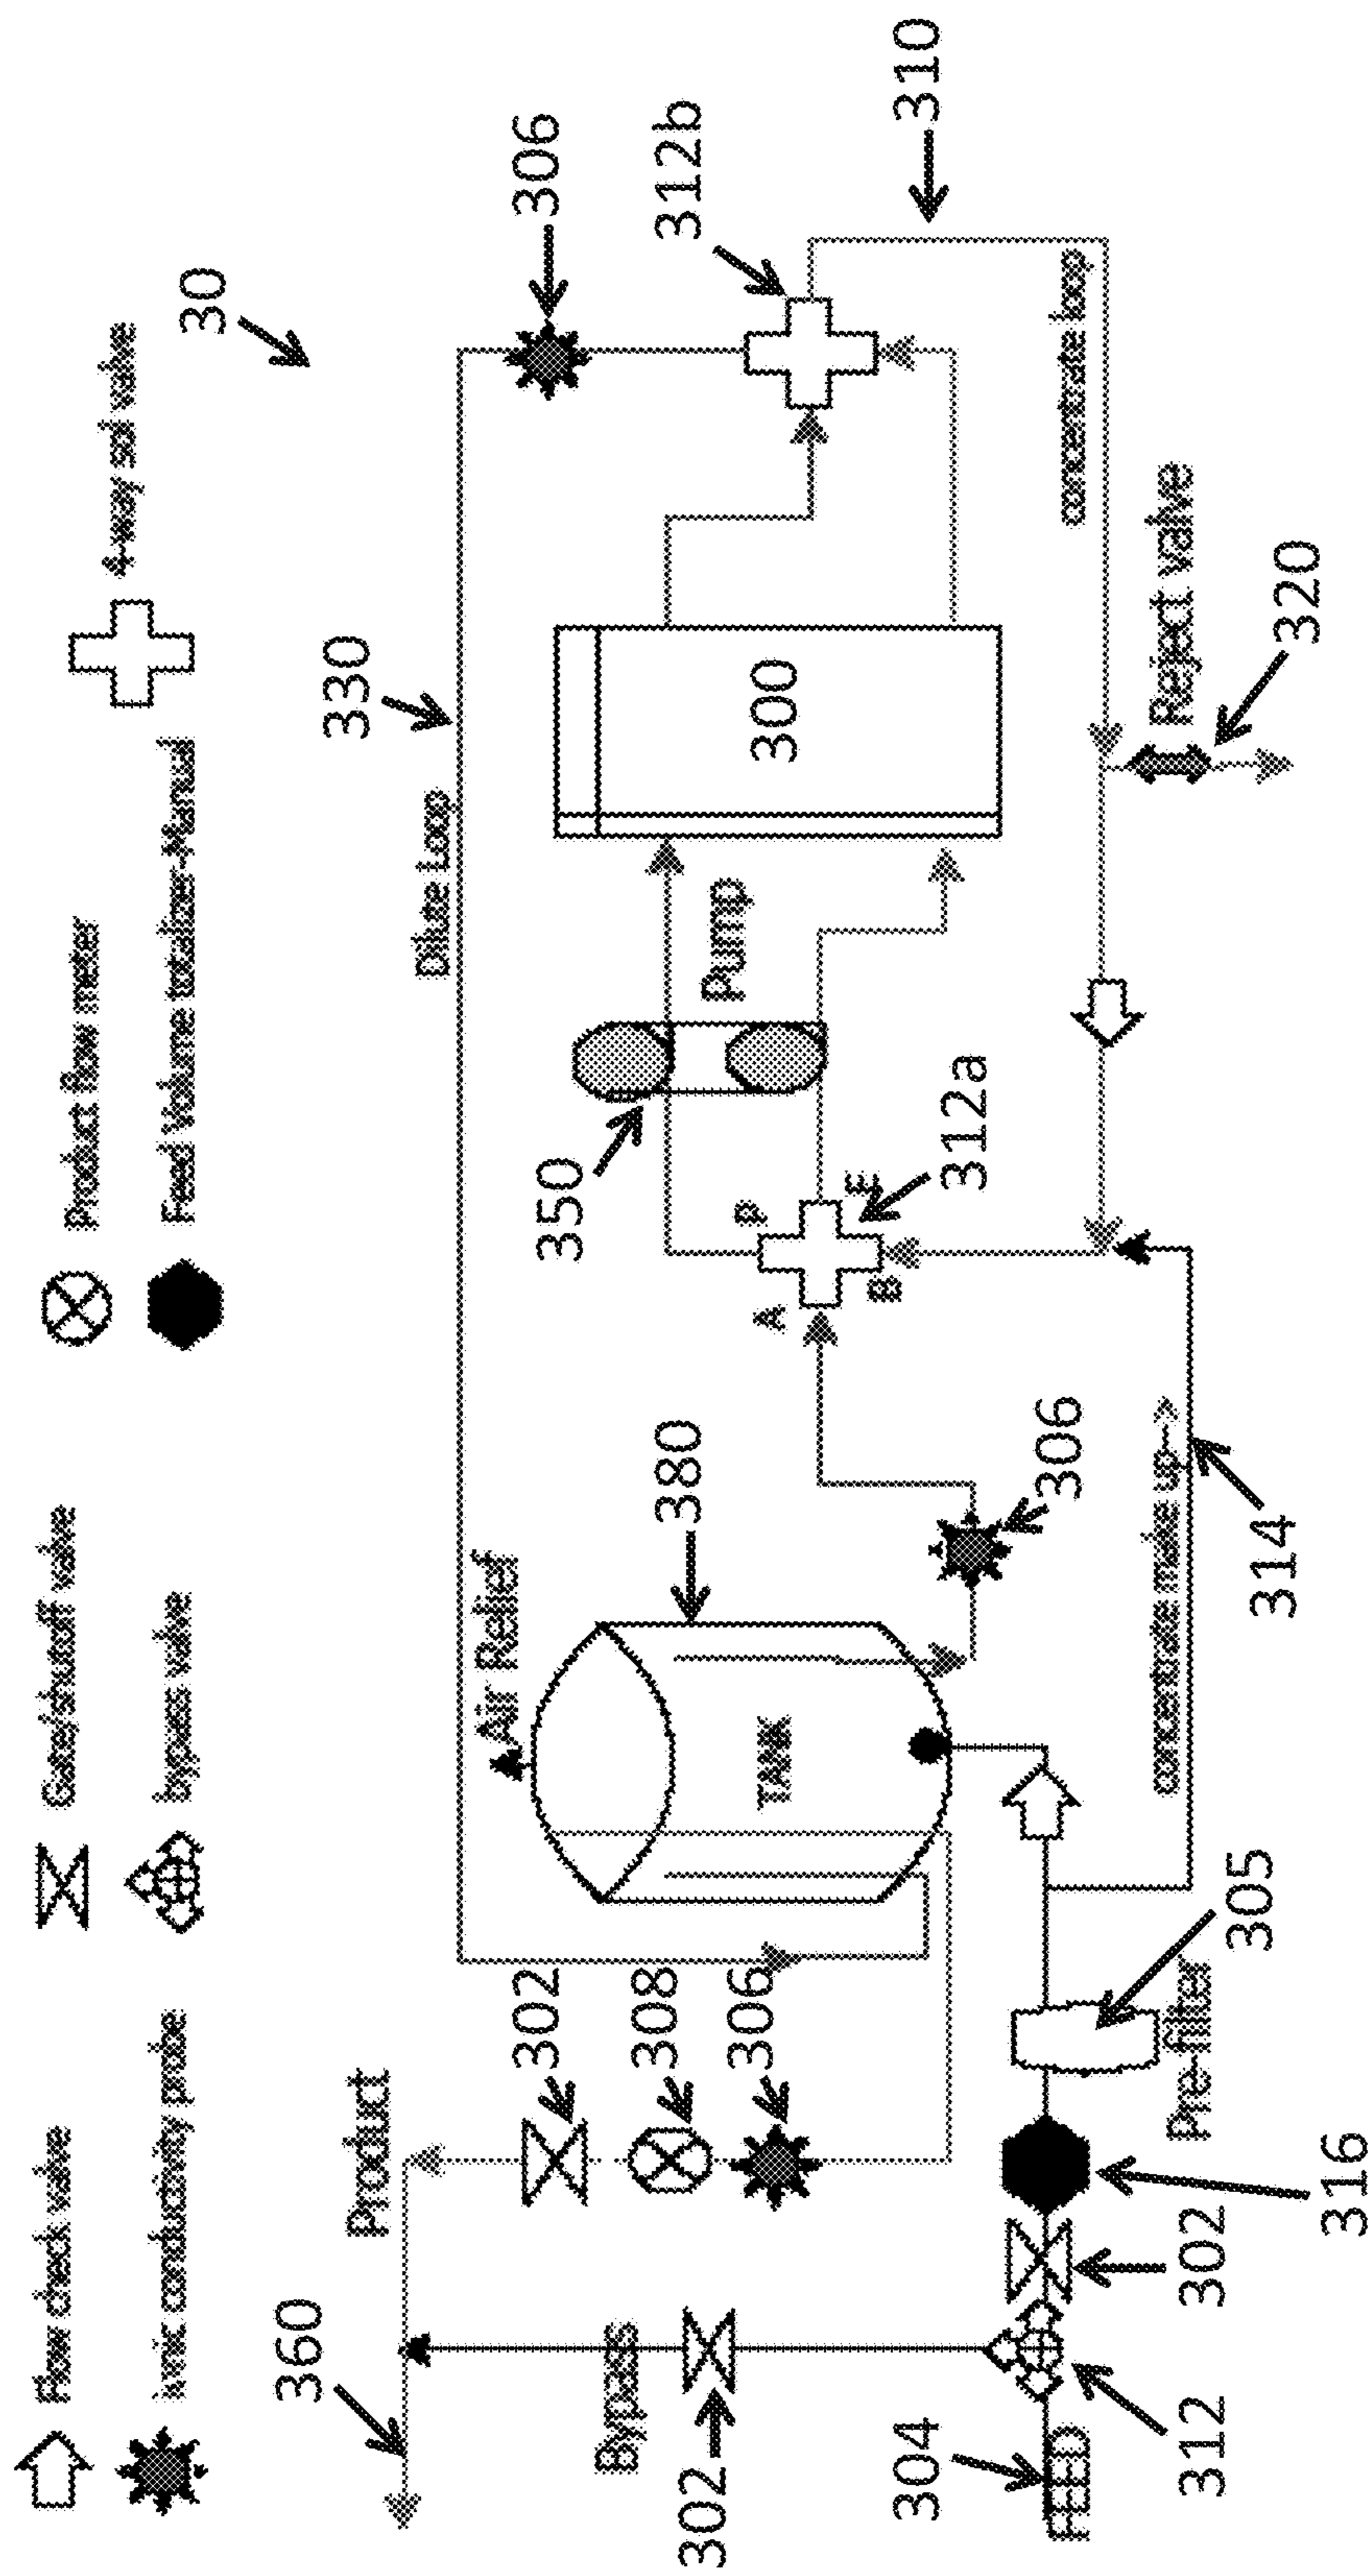 Flow check valve
Gate/shutoff valve
Product flow meter
4-way sol valve
Ionic conductivity probe
bypass valve
Feed Volume totalizer-Manual
30
360
Product
330
Dilute Loop
Air Relief
302
308
306
306
350
Pump
380
TANK
300
312b
Bypass
302
A
P
B
E
312a
310
304
FEED
306
concentrate loop
312
302
316
Pre-filter
305
concentrate make up-->
314
Reject valve
320